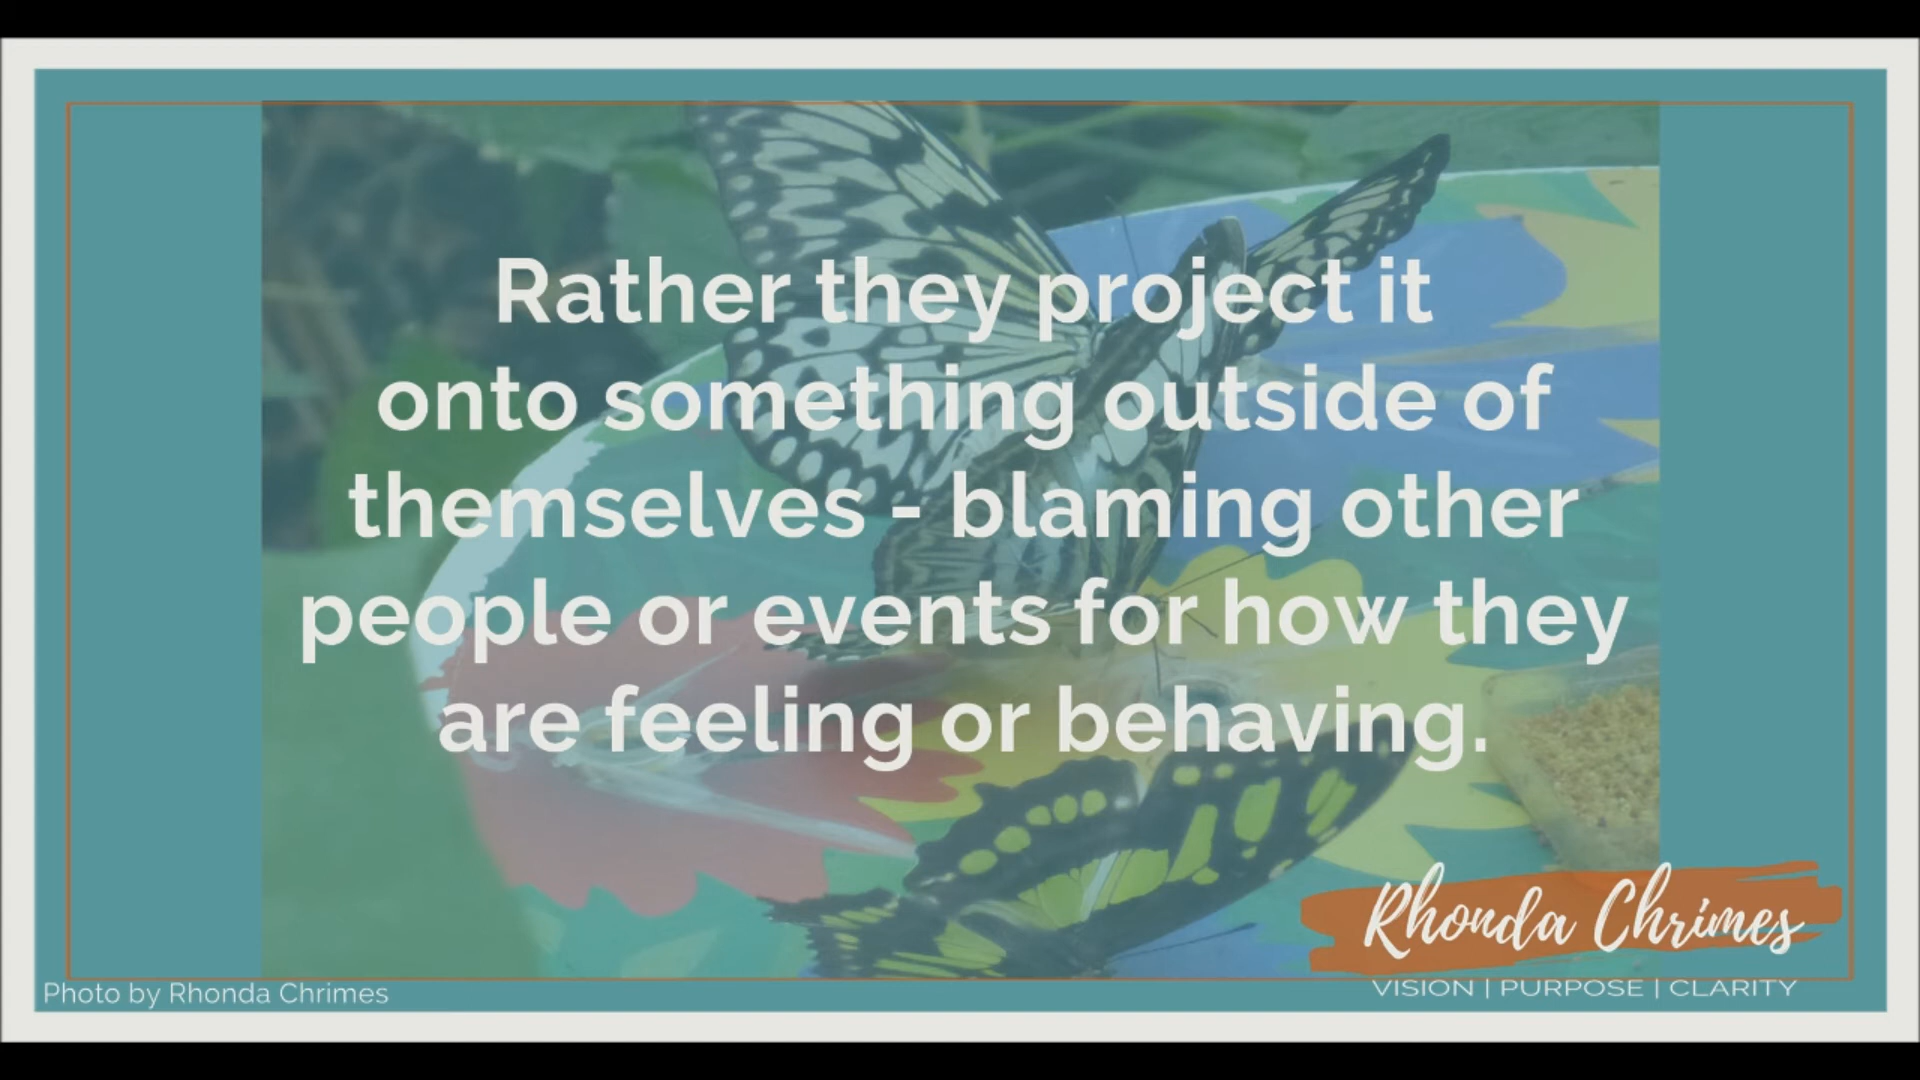 Rather they project it
onto something outside of
themselves - blaming other
people or events for how they
are feeling or behaving.
Rhonda Chrimes
VISION | PURPOSE | CLARITY
Photo by Rhonda Chrimes